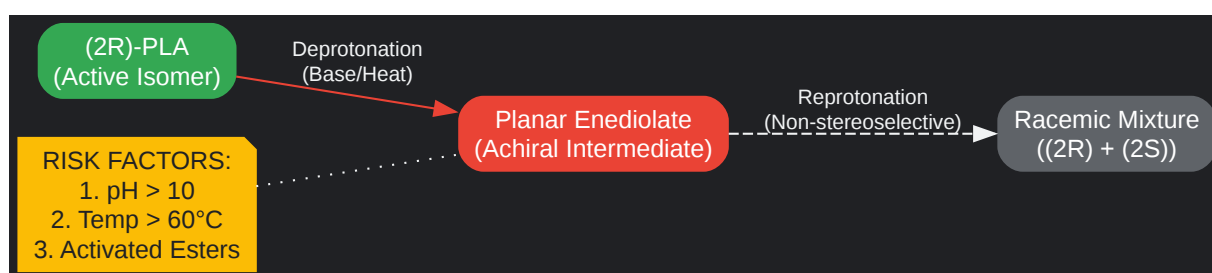 (2R)-PLA
(Active Isomer)
Deprotonation
(Base/Heat)
Planar Enediolate
(Achiral Intermediate)
Reprotonation
(Non-stereoselective)
Racemic Mixture
((2R) + (2S))
RISK FACTORS:
1. pH > 10
2. Temp > 60°C
3. Activated Esters